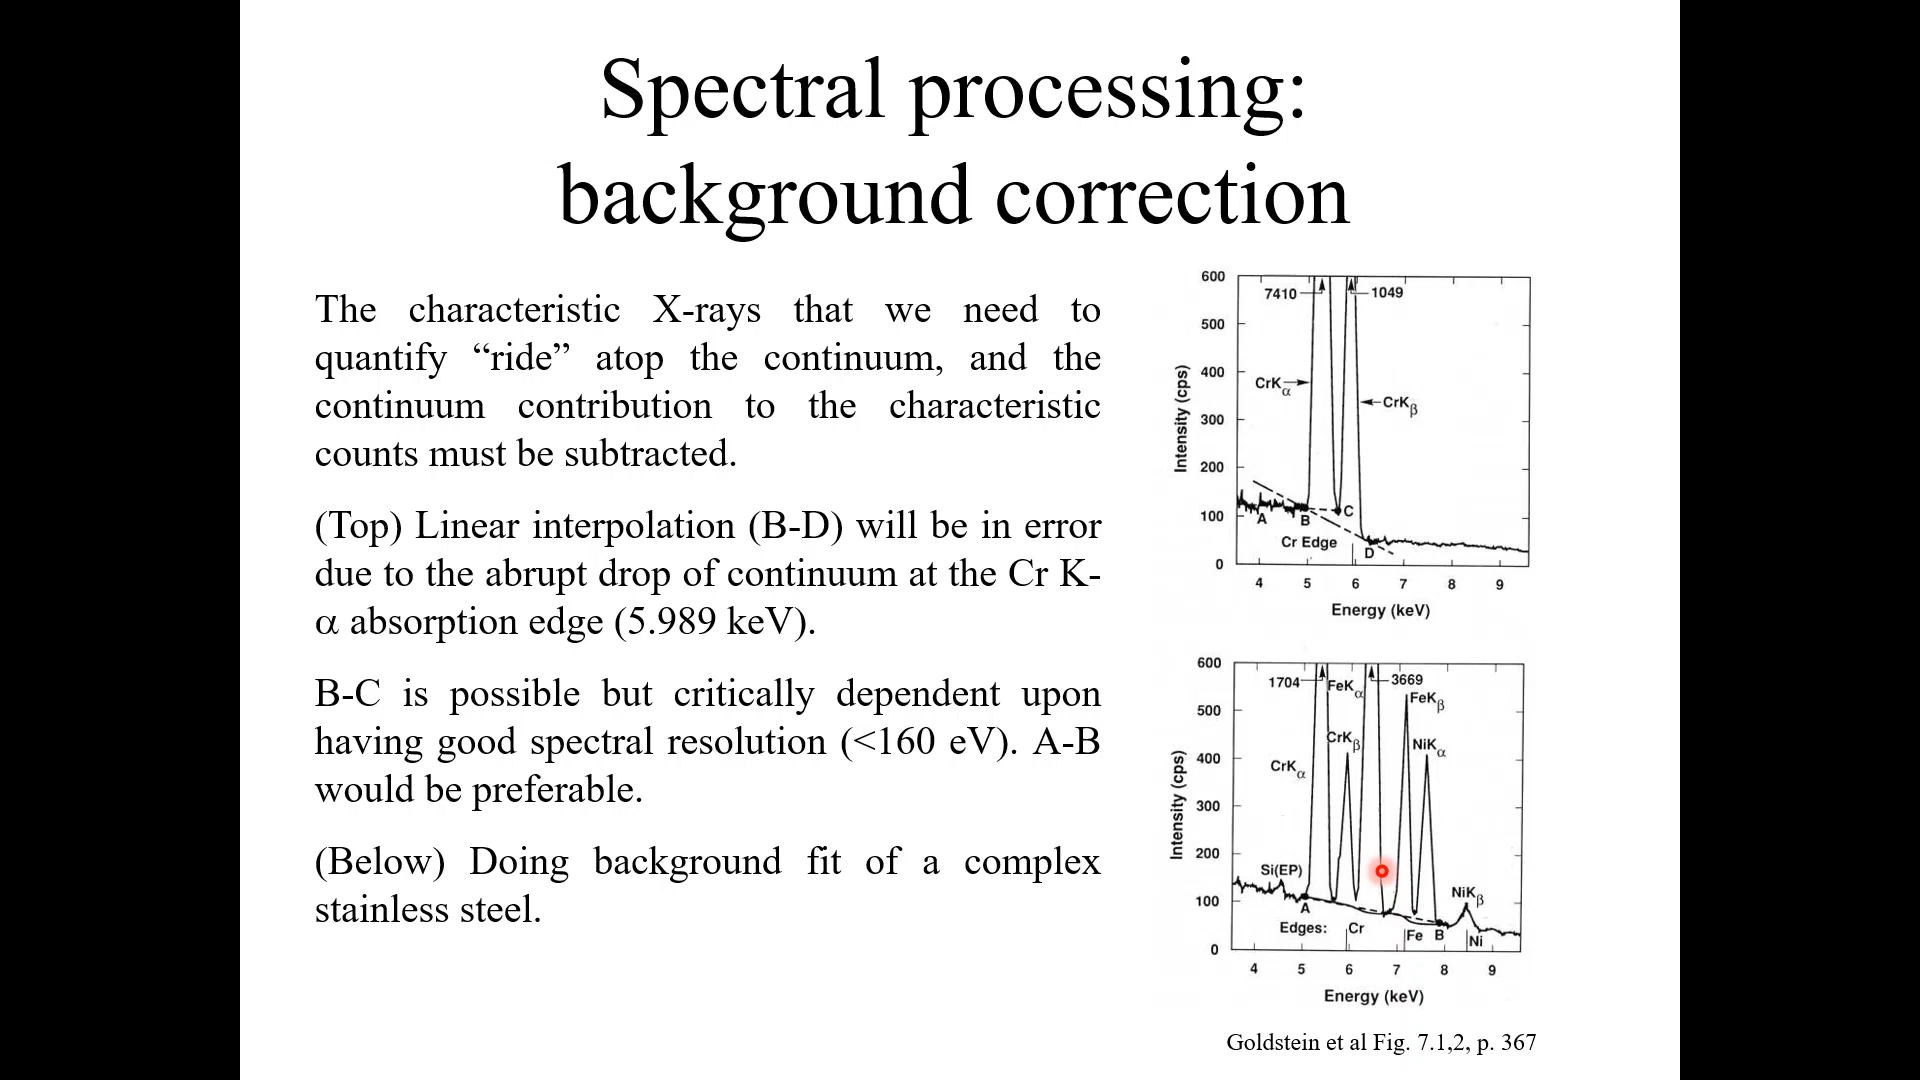 Spectral processing:
background correction
The characteristic X-rays that we need to
quantify “ride” atop the continuum, and the
continuum contribution to the characteristic
counts must be subtracted.
(Top) Linear interpolation (B-D) will be in error
due to the abrupt drop of continuum at the Cr K-
α absorption edge (5.989 keV).
B-C is possible but critically dependent upon
having good spectral resolution (<160 eV). A-B
would be preferable.
(Below) Doing background fit of a complex
stainless steel.
600
7410
1049
500
400
CrKα
CrKβ
300
200
100
A
B
C
Cr Edge
D
0
4 5 6 7 8 9
Intensity (cps)
Energy (keV)
600
1704
FeKα
3669
FeKβ
500
CrKβ
NiKα
400
CrKα
300
200
Si(EP)
NiKβ
100
A
Edges:
Cr
Fe
B
Ni
0
4 5 6 7 8 9
Intensity (cps)
Energy (keV)
Goldstein et al Fig. 7.1,2, p. 367